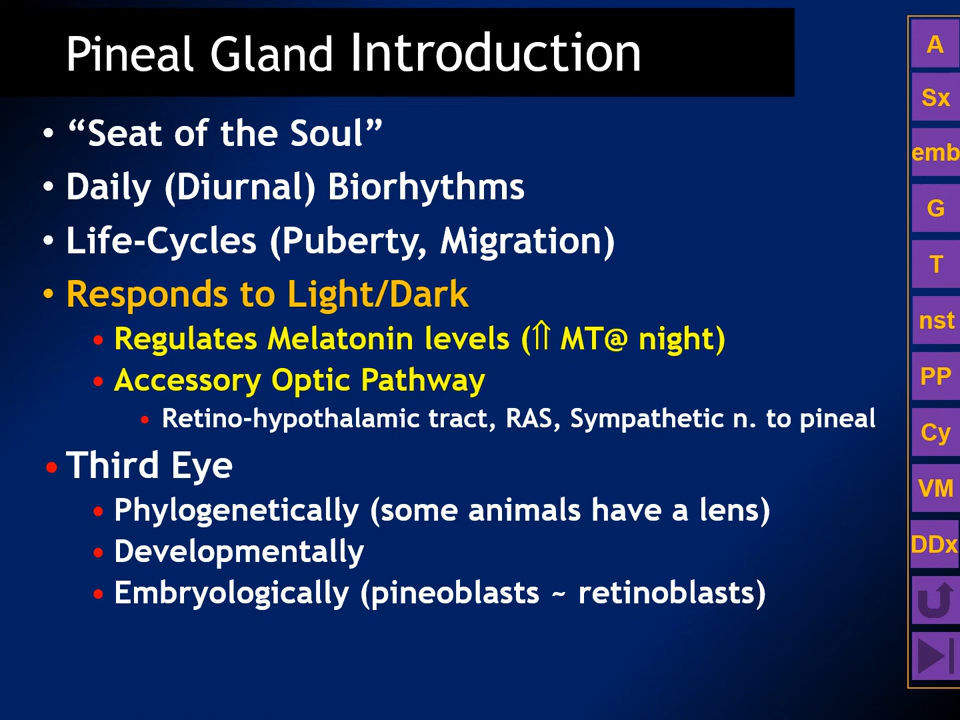 Pineal Gland Introduction
• “Seat of the Soul”
• Daily (Diurnal) Biorhythms
• Life-Cycles (Puberty, Migration)
• Responds to Light/Dark
• Regulates Melatonin levels (⇑ MT@ night)
• Accessory Optic Pathway
• Retino-hypothalamic tract, RAS, Sympathetic n. to pineal
• Third Eye
• Phylogenetically (some animals have a lens)
• Developmentally
• Embryologically (pineoblasts ~ retinoblasts)
A
Sx
emb
G
T
nst
PP
Cy
VM
DDx